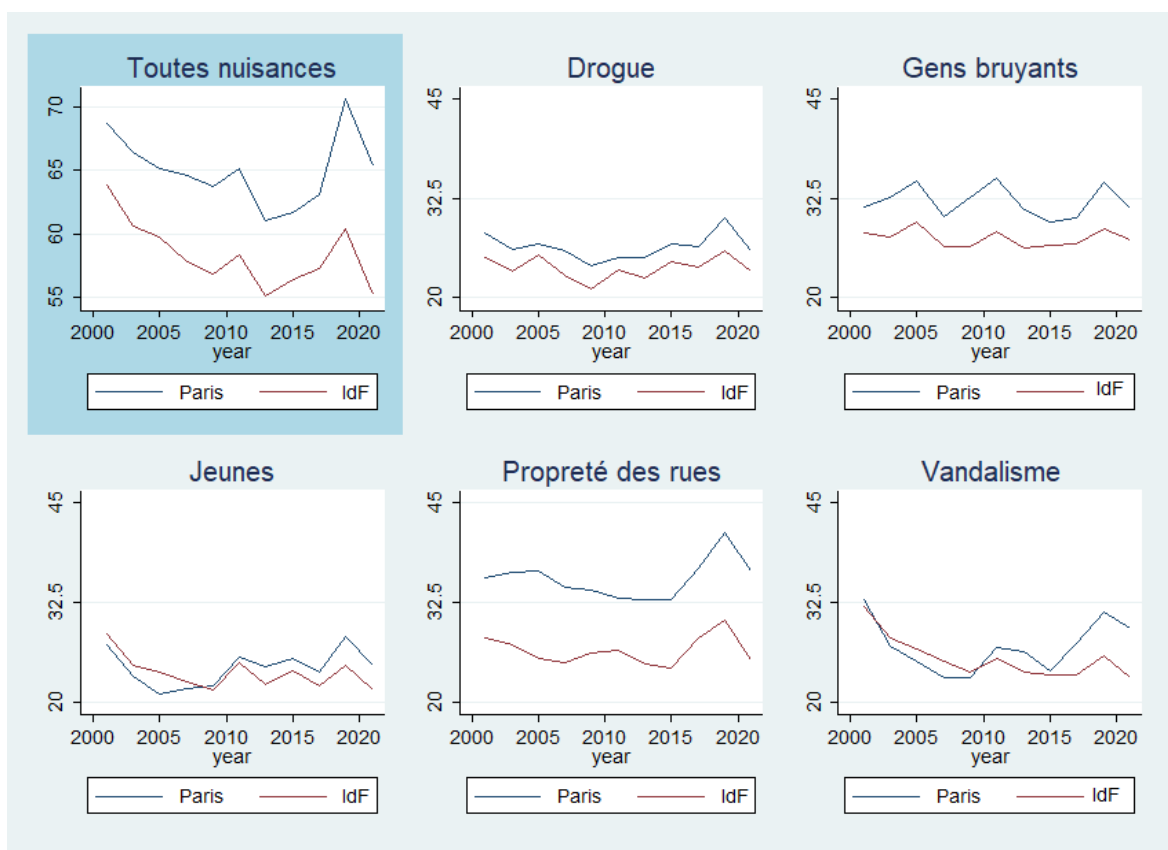 Toutes nuisances
70
65
60
55
2000 2005 2010 2015 2020
year
Paris IdF
Drogue
45
32.5
20
2000 2005 2010 2015 2020
year
Paris IdF
Gens bruyants
45
32.5
20
2000 2005 2010 2015 2020
year
Paris IdF
Jeunes
45
32.5
20
2000 2005 2010 2015 2020
year
Paris IdF
Propreté des rues
45
32.5
20
2000 2005 2010 2015 2020
year
Paris IdF
Vandalisme
45
32.5
20
2000 2005 2010 2015 2020
year
Paris IdF